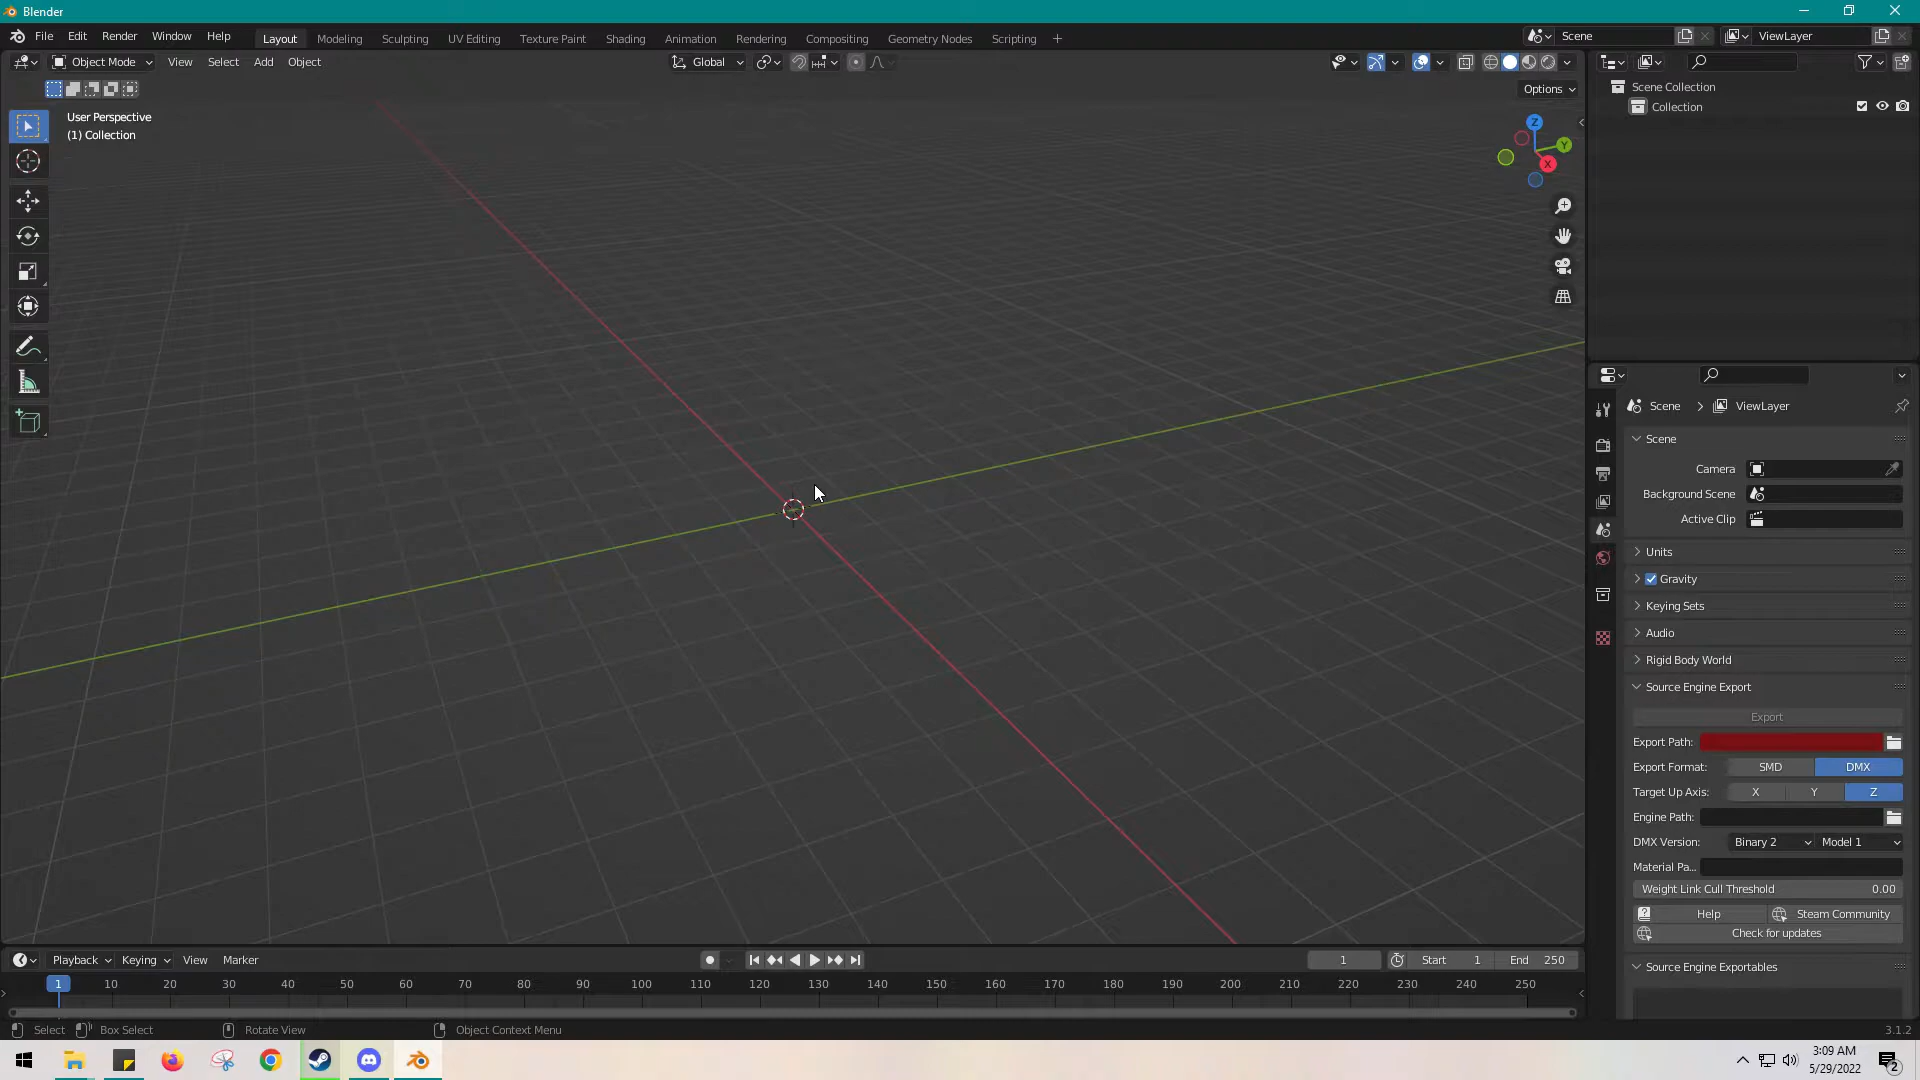 Blender
File Edit Render Window Help Layout Modeling Sculpting UV Editing Texture Paint Shading Animation Rendering Compositing Geometry Nodes Scripting + Scene ViewLayer
Object Mode View Select Add Object Global
Options
User Perspective
(1) Collection
Z
Y
X
Scene Collection
Collection
Scene > ViewLayer
Scene
Camera
Background Scene
Active Clip
Units
Gravity
Keying Sets
Audio
Rigid Body World
Source Engine Export
Export
Export Path:
Export Format: SMD DMX
Target Up Axis: X Y Z
Engine Path:
DMX Version: Binary 2 Model 1
Material Pa...
Weight Link Cull Threshold 0.00
Help Steam Community
Check for updates
Source Engine Exportables
Playback Keying View Marker 1 Start 1 End 250
1 10 20 30 40 50 60 70 80 90 100 110 120 130 140 150 160 170 180 190 200 210 220 230 240 250
Select Box Select Rotate View Object Context Menu 3.1.2
3:09 AM
5/29/2022
2